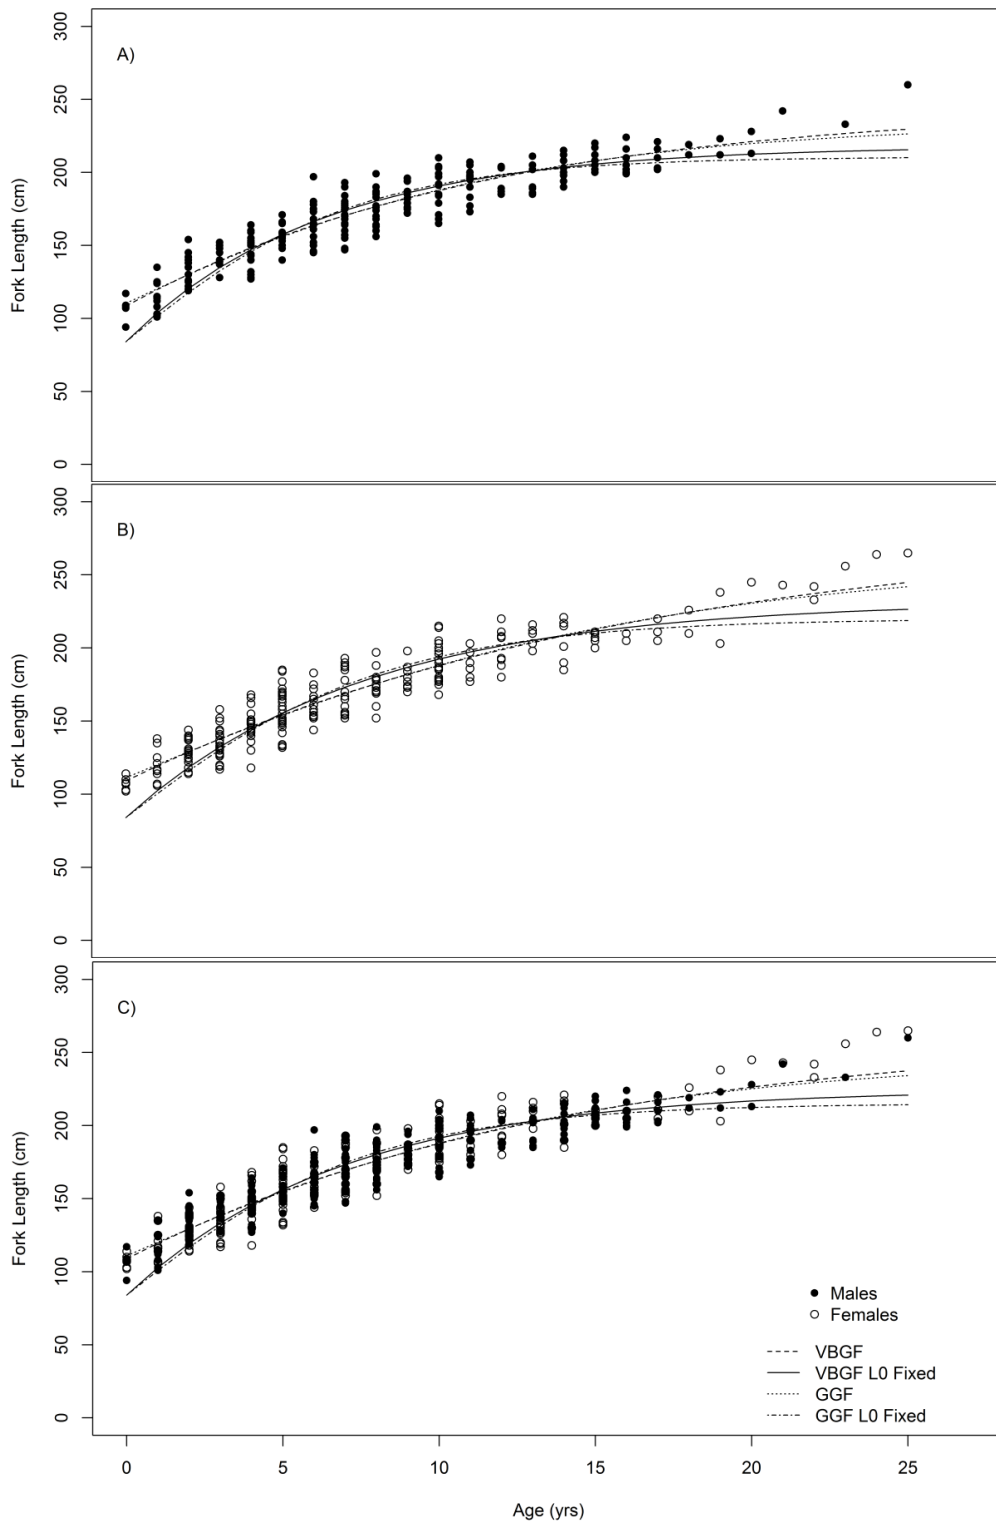 300
250
200
150
100
50
0
Fork Length (cm)
A)
300
250
200
150
100
50
0
Fork Length (cm)
B)
300
250
200
150
100
50
0
Fork Length (cm)
C)
Males
Females
VBGF
VBGF L0 Fixed
GGF
GGF L0 Fixed
0 5 10 15 20 25
Age (yrs)